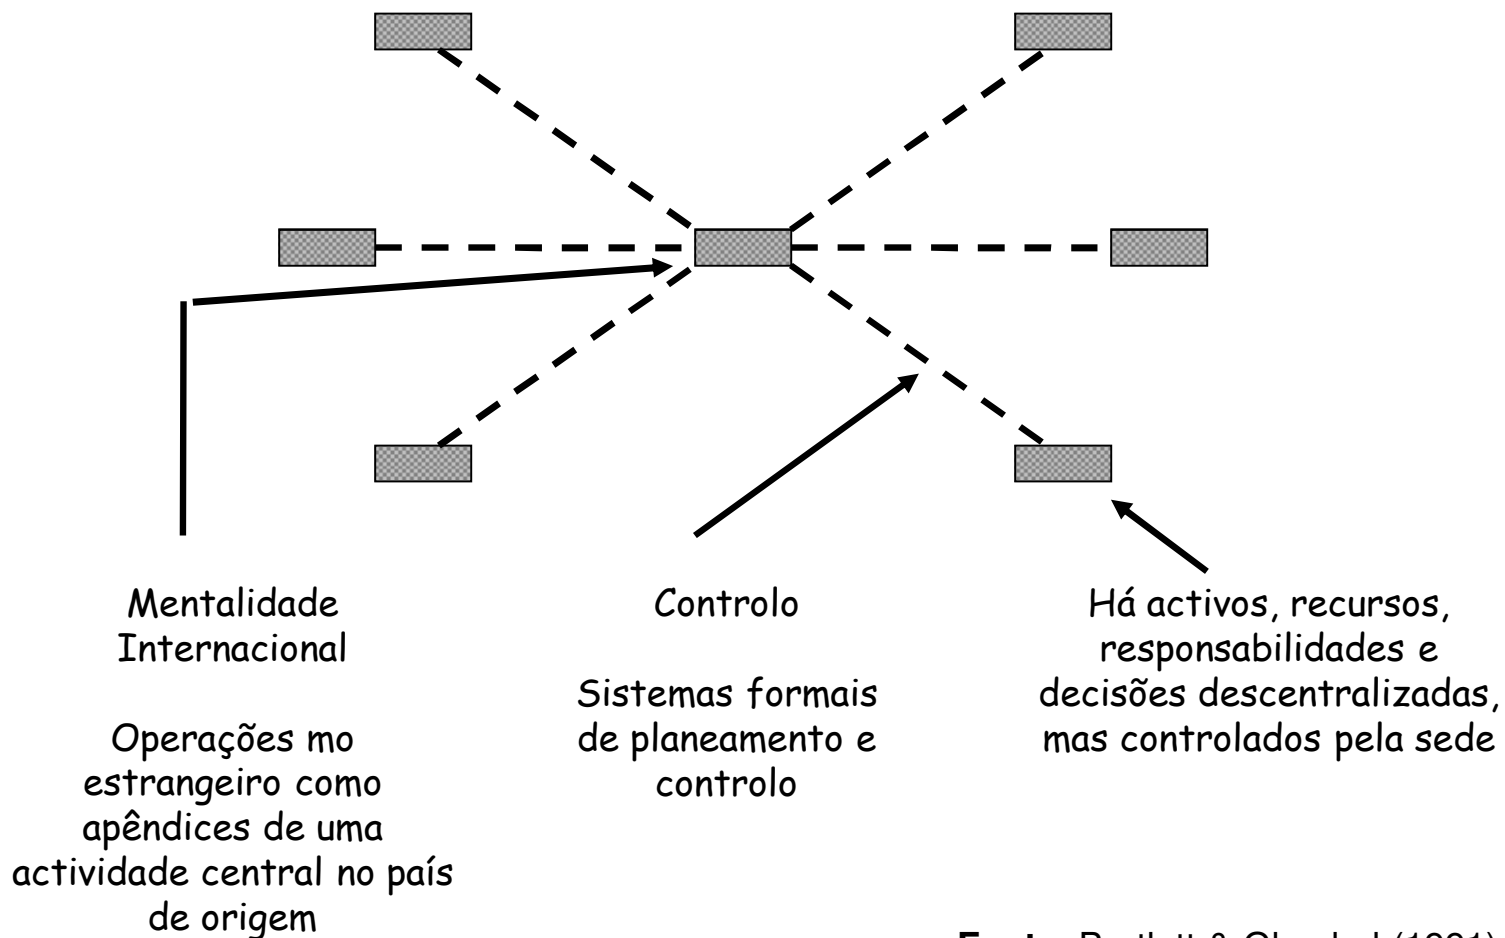 Mentalidade
Internacional
Operações mo
estrangeiro como
apêndices de uma
actividade central no país
de origem
Controlo
Sistemas formais
de planeamento e
controlo
Há activos, recursos,
responsabilidades e
decisões descentralizadas,
mas controlados pela sede